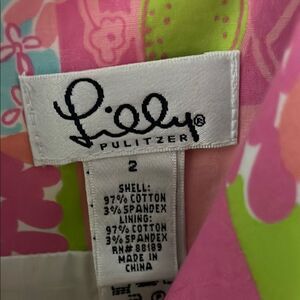 Lilly®
PULITZER
2
SHELL:
97% COTTON
3% SPANDEX
LINING:
97% COTTON
3% SPANDEX
RN# 88189
MADE IN
CHINA